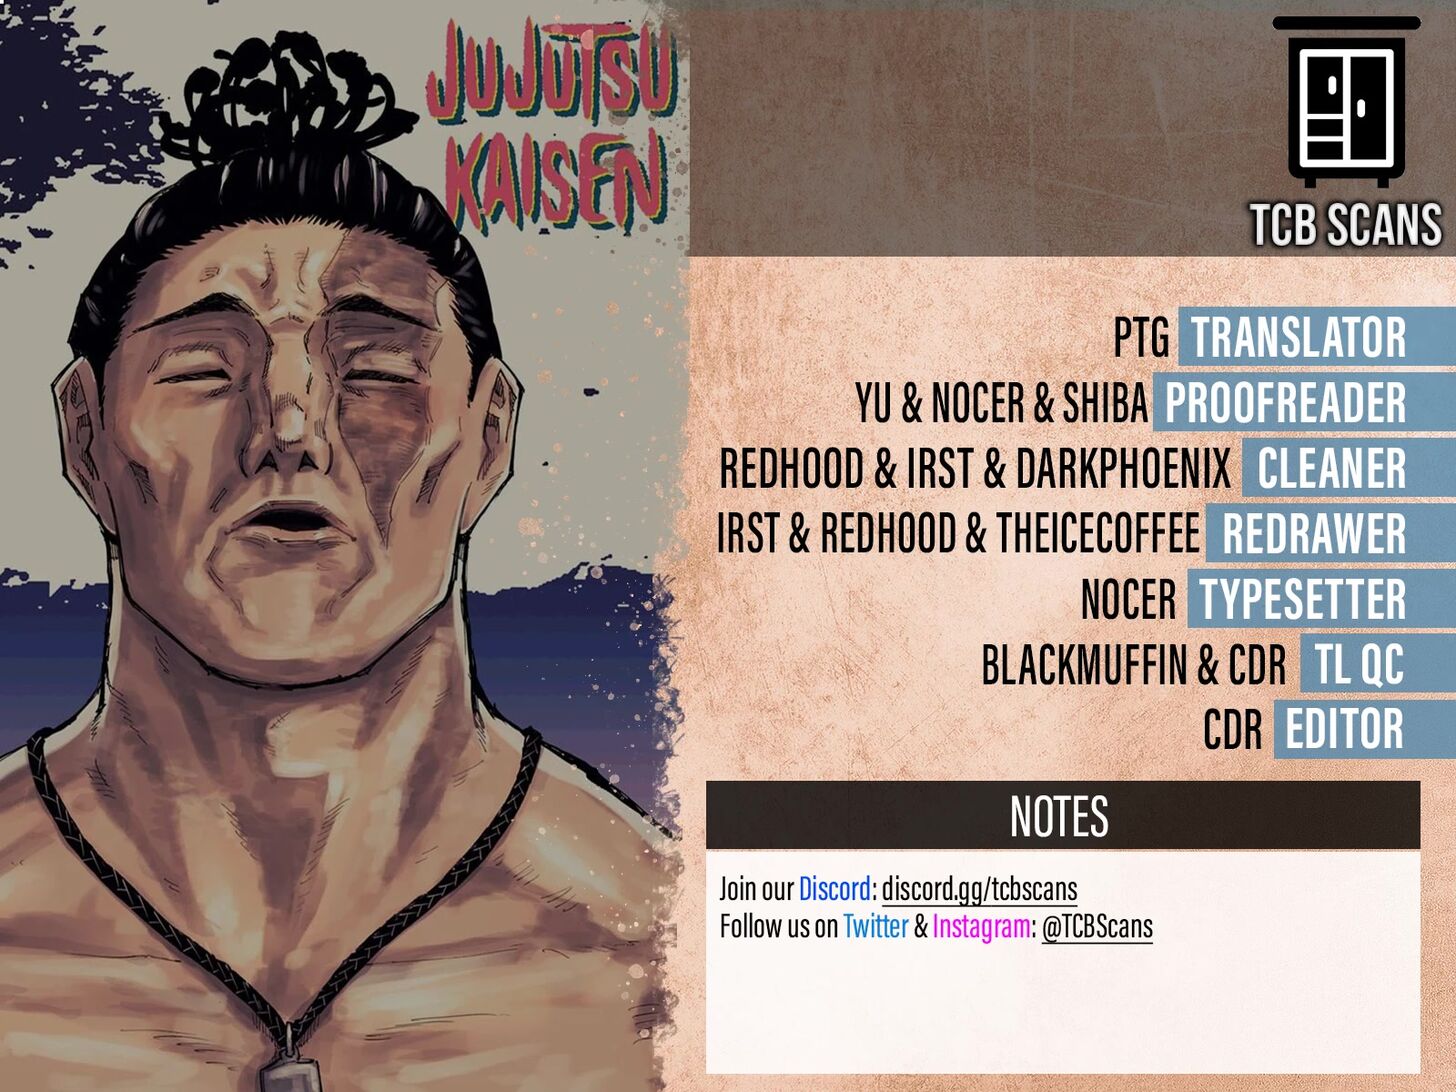 JUJUTSU
KAISEN
TCB SCANS
PTG TRANSLATOR
YU & NOCER & SHIBA PROOFREADER
REDHOOD & IRST & DARKPHOENIX CLEANER
IRST & REDHOOD & THEICECOFFEE REDRAWER
NOCER TYPESETTER
BLACKMUFFIN & CDR TL QC
CDR EDITOR
NOTES
Join our Discord: discord.gg/tcbscans
Follow us on Twitter & Instagram: @TCBScans